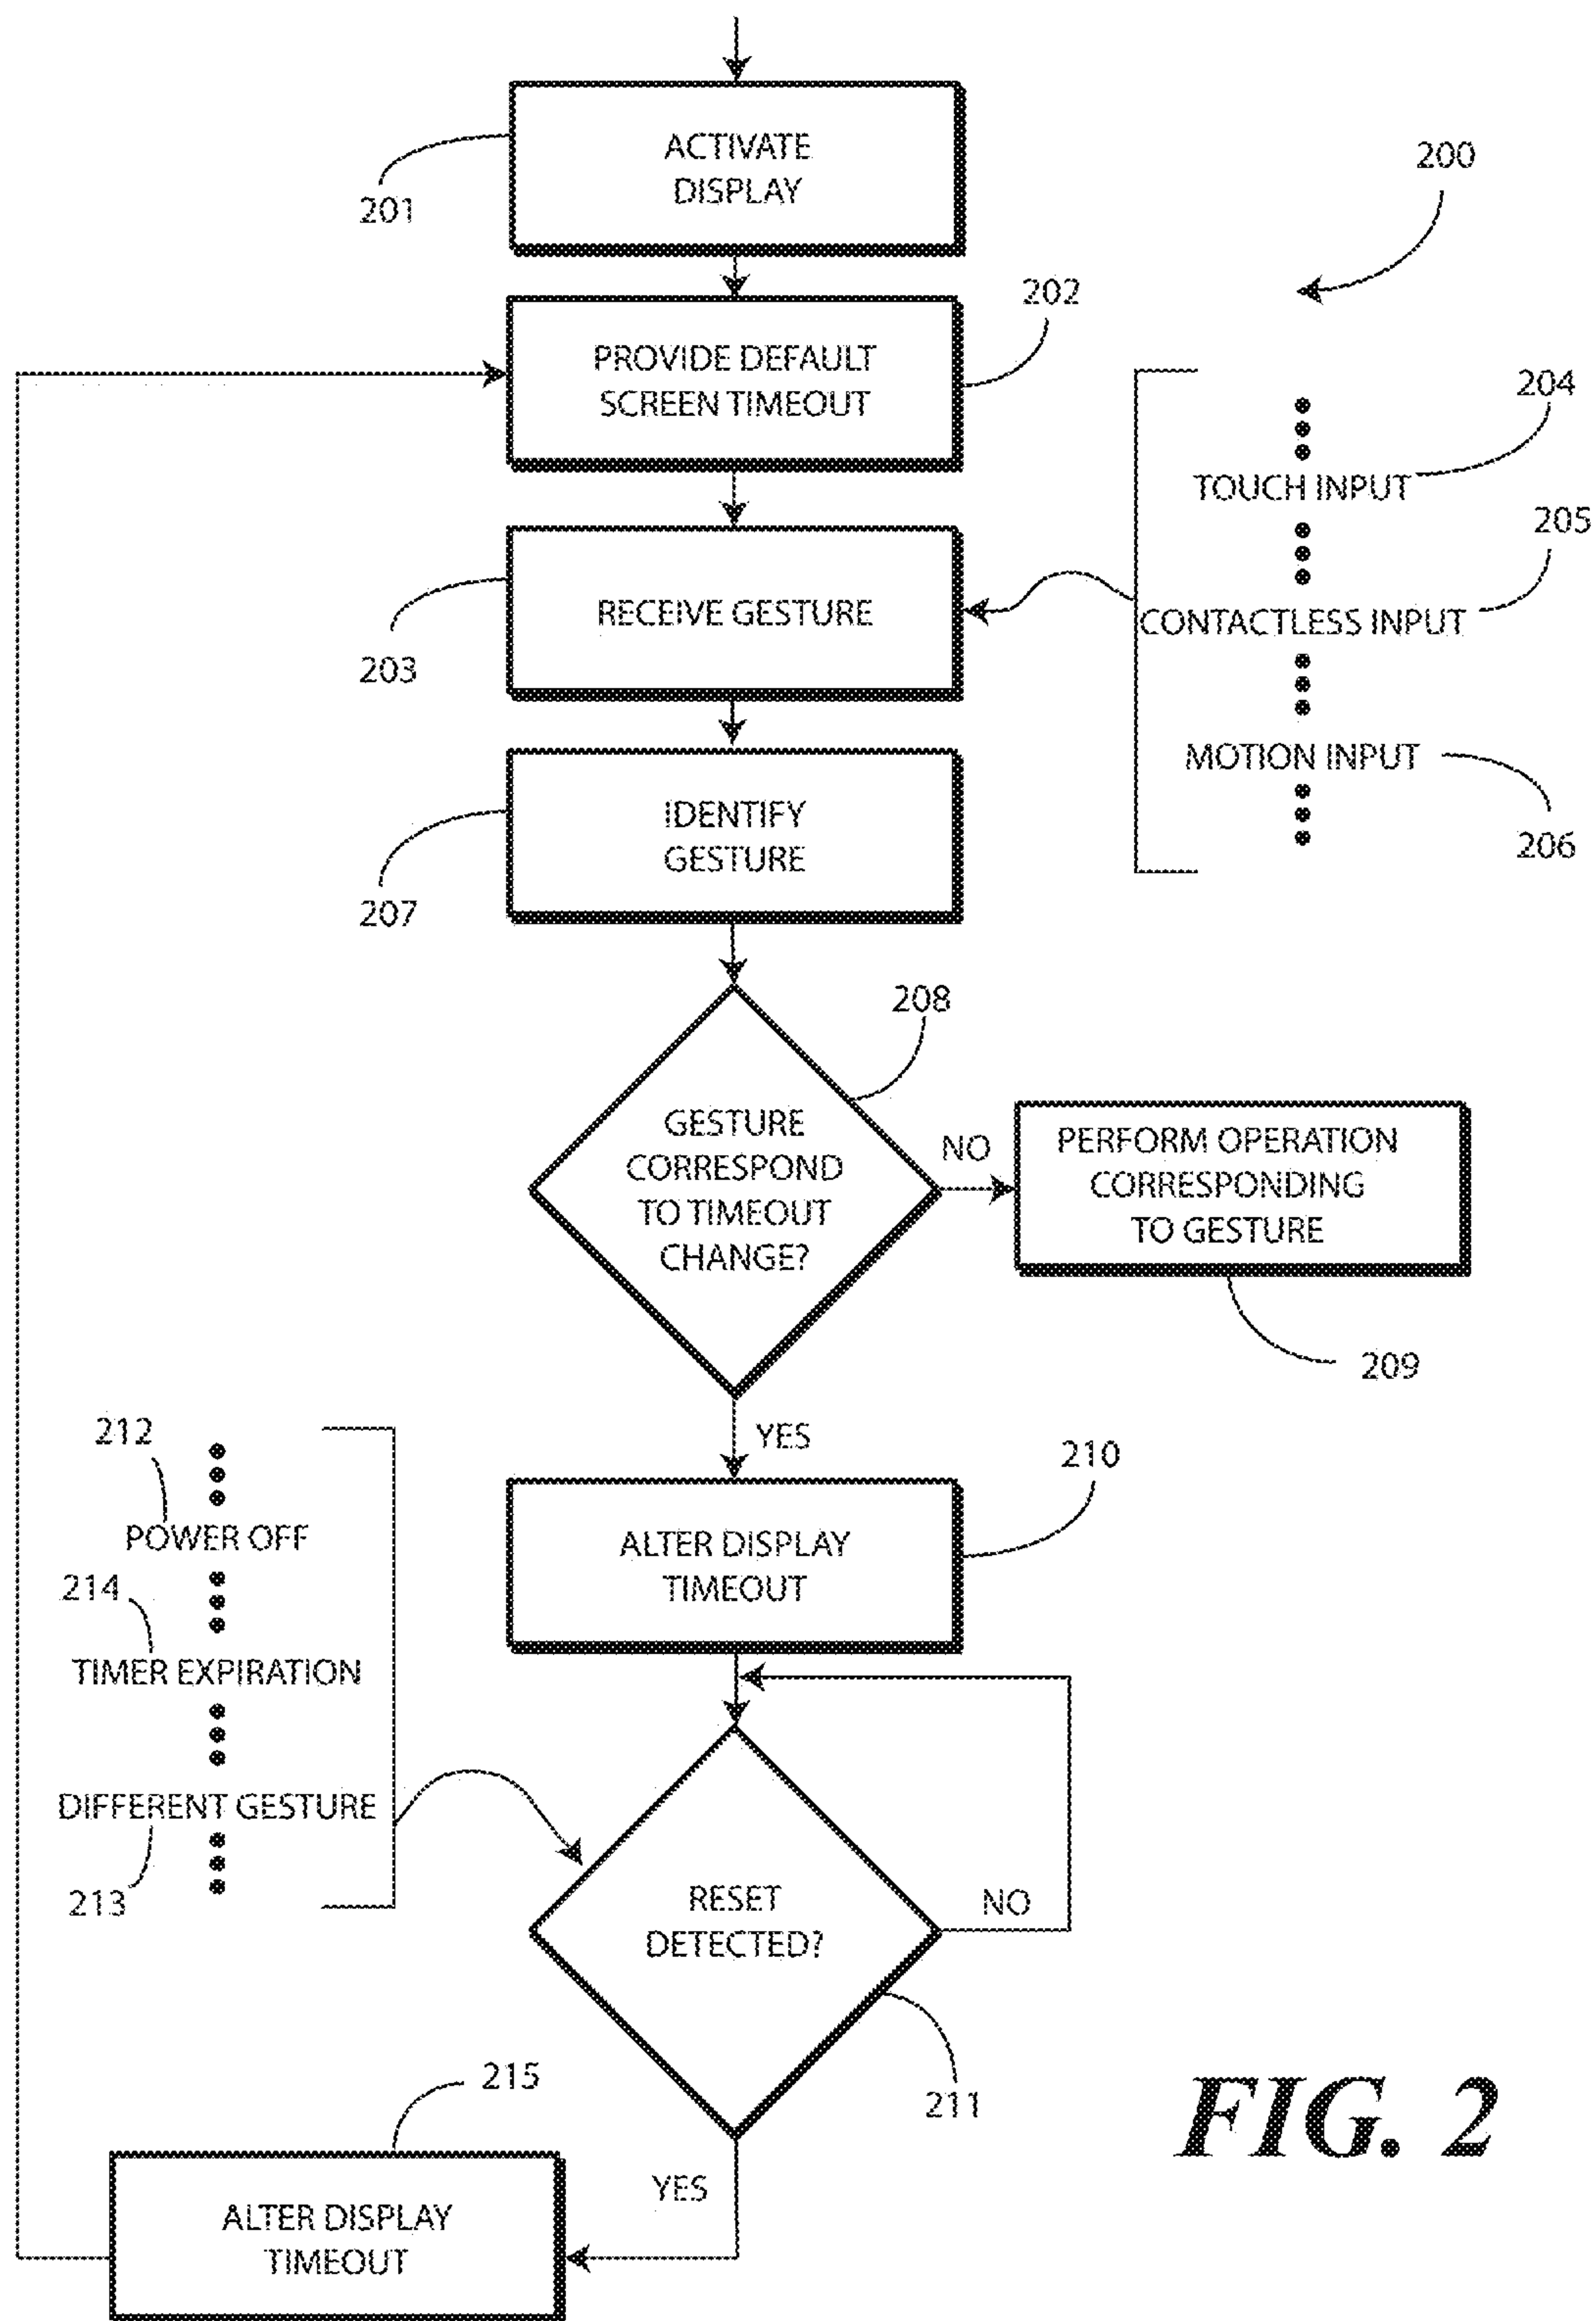 ACTIVATE
DISPLAY
201
200
202
PROVIDE DEFAULT
SCREEN TIMEOUT
204
TOUCH INPUT
205
RECEIVE GESTURE
CONTACTLESS INPUT
203
MOTION INPUT
206
IDENTIFY
GESTURE
207
208
GESTURE
CORRESPOND
TO TIMEOUT
CHANGE?
NO
PERFORM OPERATION
CORRESPONDING
TO GESTURE
209
YES
212
POWER OFF
214
TIMER EXPIRATION
DIFFERENT GESTURE
213
210
ALTER DISPLAY
TIMEOUT
RESET
DETECTED?
NO
211
215
YES
ALTER DISPLAY
TIMEOUT
FIG. 2